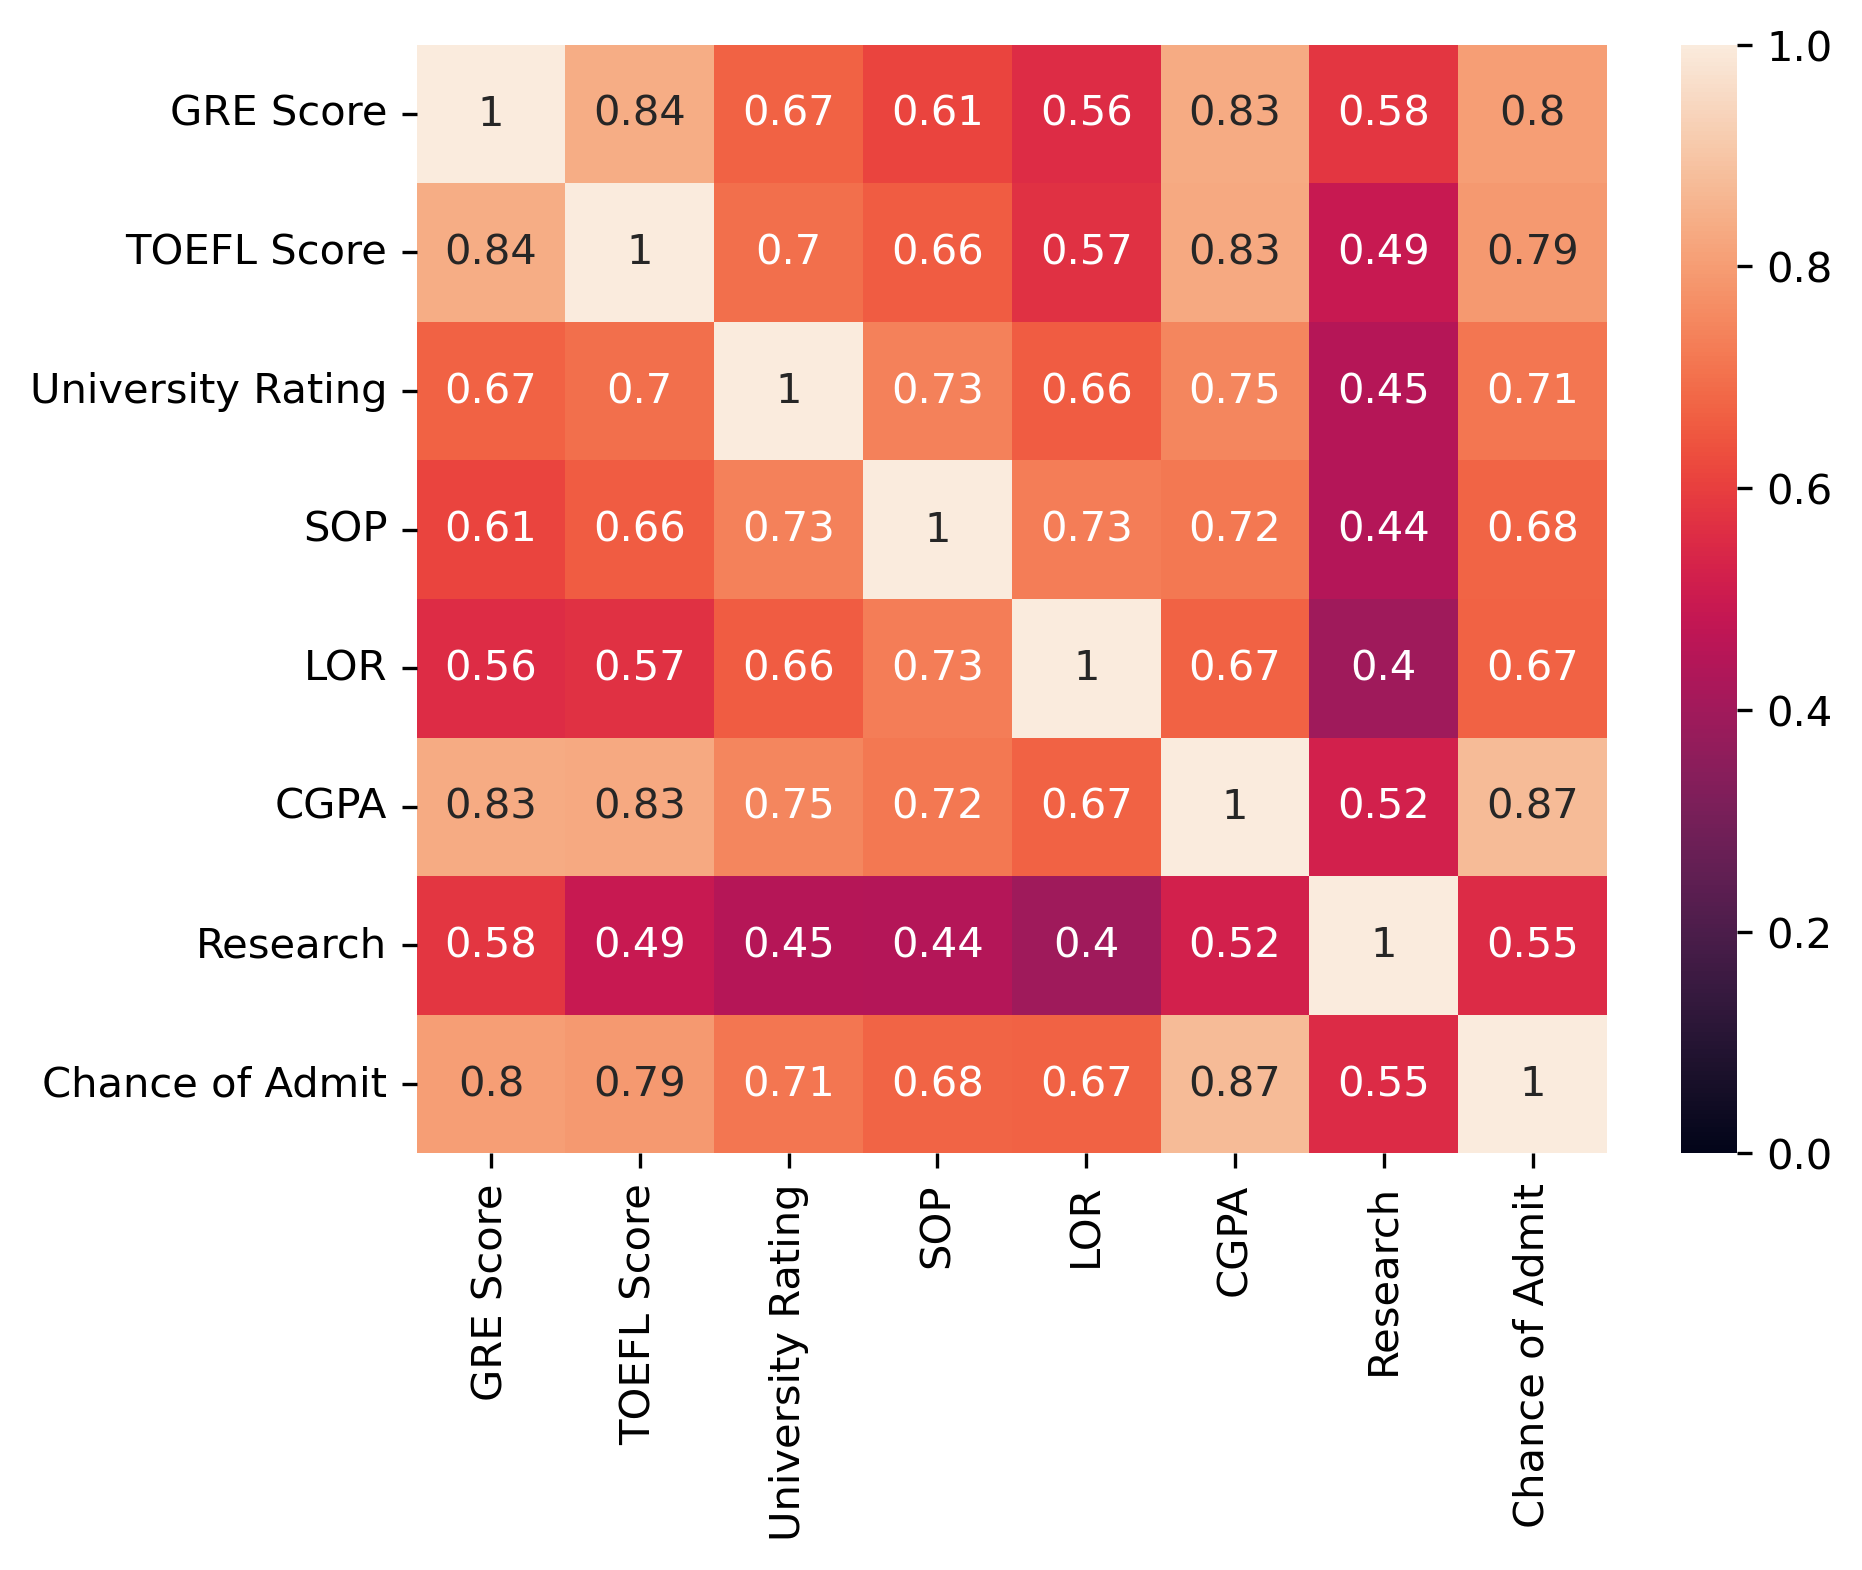 GRE Score 1 0.84 0.67 0.61 0.56 0.83 0.58 0.8
TOEFL Score 0.84 1 0.7 0.66 0.57 0.83 0.49 0.79
University Rating 0.67 0.7 1 0.73 0.66 0.75 0.45 0.71
SOP 0.61 0.66 0.73 1 0.73 0.72 0.44 0.68
LOR 0.56 0.57 0.66 0.73 1 0.67 0.4 0.67
CGPA 0.83 0.83 0.75 0.72 0.67 1 0.52 0.87
Research 0.58 0.49 0.45 0.44 0.4 0.52 1 0.55
Chance of Admit 0.8 0.79 0.71 0.68 0.67 0.87 0.55 1
GRE Score
TOEFL Score
University Rating
SOP
LOR
CGPA
Research
Chance of Admit
1.0
0.8
0.6
0.4
0.2
0.0